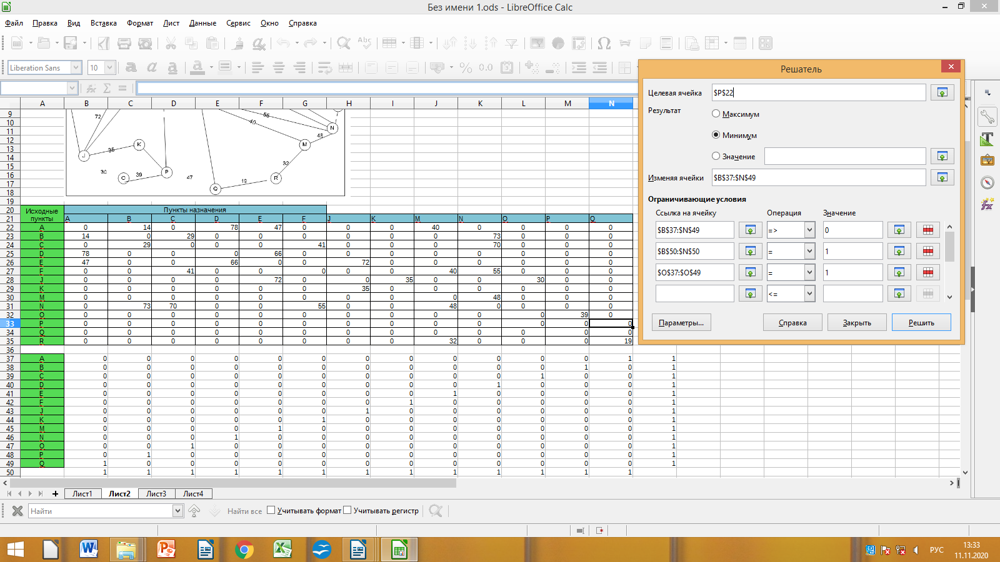 Без имени 1.ods - LibreOffice Calc
Файл Правка Вид Вставка Формат Лист Данные Сервис Окно Справка
Liberation Sans 10
A B C D E F G H I J K L M N
9 72 55
10 40 N
11
12 K 48 M
13 J 35
14 32
15 30 P
16 O 39 47 R
17 19
18 Q
19
20 Исходные пункты Пункты назначения
21 A B C D E F J K M N O P Q
22 A 0 14 0 78 47 0 0 0 40 0 0 0 0
23 B 14 0 29 0 0 0 0 0 0 73 0 0 0
24 C 0 29 0 0 0 41 0 0 0 70 0 0 0
25 D 78 0 0 0 66 0 0 0 0 0 0 0 0
26 E 47 0 0 66 0 0 72 0 0 0 0 0 0
27 F 0 0 41 0 0 0 0 0 40 55 0 0 0
28 J 0 0 0 0 72 0 0 35 0 0 30 0 0
29 K 0 0 0 0 0 0 35 0 0 0 0 0 0
30 M 0 0 0 0 0 0 0 0 0 48 0 0 0
31 N 0 73 70 0 0 55 0 0 48 0 0 0 0
32 O 0 0 0 0 0 0 0 0 0 0 0 39 0
33 P 0 0 0 0 0 0 0 0 0 0 0 0 0
34 Q 0 0 0 0 0 0 0 0 0 0 0 0 0
35 R 0 0 0 0 0 0 0 0 32 0 0 0 19
36
37 A 0 0 0 0 0 0 0 0 0 0 0 0 1 1
38 B 0 0 0 0 0 0 0 0 0 0 0 1 0 1
39 C 0 0 0 0 0 0 0 0 0 0 1 0 0 1
40 D 0 0 0 0 0 0 0 0 0 1 0 0 0 1
41 E 0 0 0 0 0 0 0 0 1 0 0 0 0 1
42 F 0 0 0 0 0 0 0 1 0 0 0 0 0 1
43 J 0 0 0 0 0 0 1 0 0 0 0 0 0 1
44 K 0 0 0 0 0 1 0 0 0 0 0 0 0 1
45 M 0 0 0 0 1 0 0 0 0 0 0 0 0 1
46 N 0 0 0 1 0 0 0 0 0 0 0 0 0 1
47 O 0 0 1 0 0 0 0 0 0 0 0 0 0 1
48 P 0 1 0 0 0 0 0 0 0 0 0 0 0 1
49 Q 1 0 0 0 0 0 0 0 0 0 0 0 0 1
50 1 1 1 1 1 1 1 1 1 1 1 1 1
Решатель
Целевая ячейка $P$22
Результат Максимум
Минимум
Значение
Изменяя ячейки $B$37:$N$49
Ограничивающие условия
Ссылка на ячейку Операция Значение
$B$37:$N$49 => 0
$B$50:$N$50 = 1
$O$37:$O$49 = 1
<=
Параметры... Справка Закрыть Решить
Лист1 Лист2 Лист3 Лист4
Найти Найти все Учитывать формат Учитывать регистр
РУС 13:33
11.11.2020